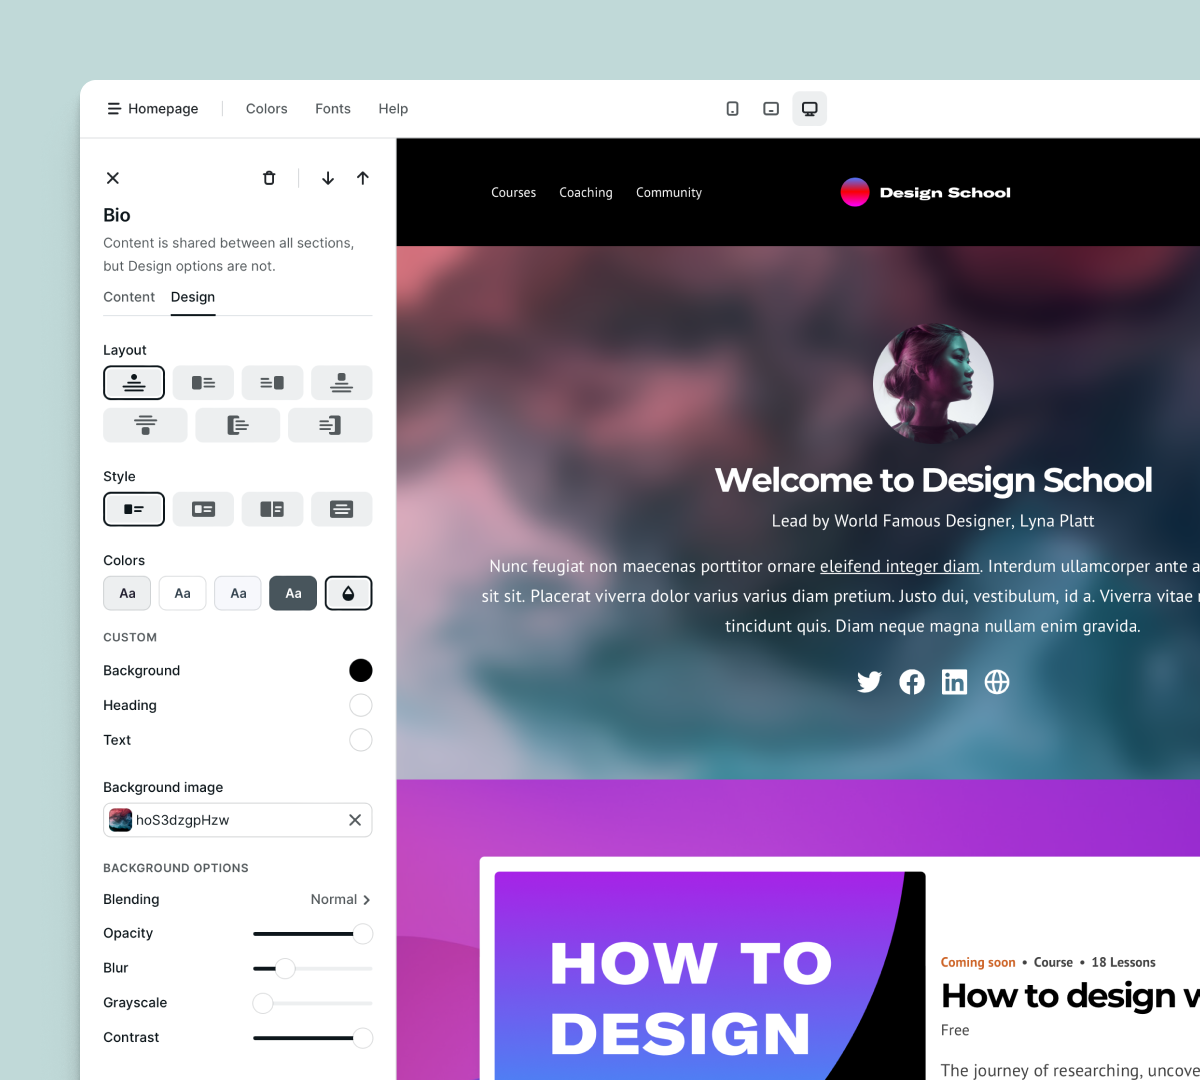 Homepage
Colors
Fonts
Help
Bio
Content is shared between all sections,
but Design options are not.
Content
Design
Layout
Style
Colors
Aa
Aa
Aa
Aa
CUSTOM
Background
Heading
Text
Background image
hoS3dzgpHzw
BACKGROUND OPTIONS
Blending
Normal
Opacity
Blur
Grayscale
Contrast
Courses
Coaching
Community
Design School
Welcome to Design School
Lead by World Famous Designer, Lyna Platt
Nunc feugiat non maecenas porttitor ornare eleifend integer diam. Interdum ullamcorper ante a
sit sit. Placerat viverra dolor varius varius diam pretium. Justo dui, vestibulum, id a. Viverra vitae
tincidunt quis. Diam neque magna nullam enim gravida.
HOW TO
DESIGN
Coming soon • Course • 18 Lessons
How to design
Free
The journey of researching,